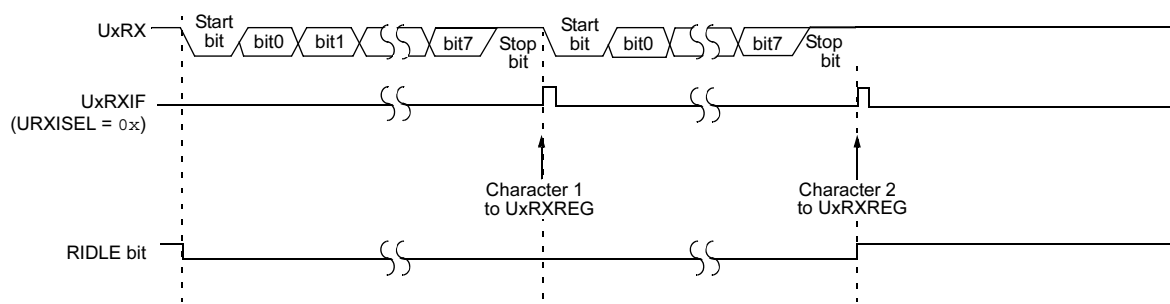 UxRX
Start
bit
bit0
bit1
bit7
Stop
bit
Start
bit
bit0
bit7
Stop
bit
UxRXIF
(URXISEL = 0x)
Character 1
to UxRXREG
Character 2
to UxRXREG
RIDLE bit